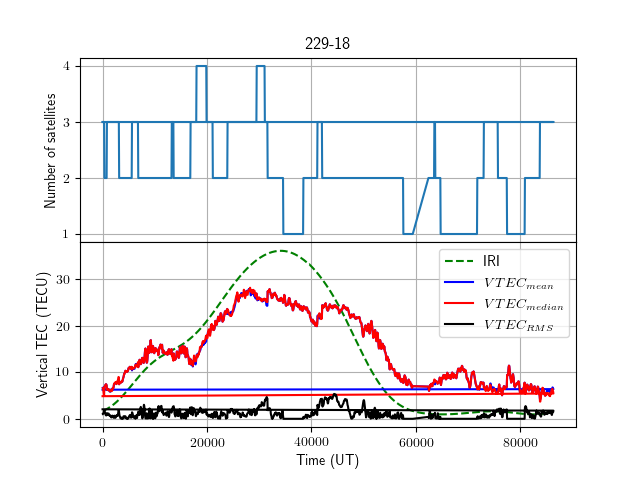 229-18
Number of satellites
4
3
2
1
Vertical TEC (TECU)
30
20
10
0
IRI
VTEC_mean
VTEC_median
VTEC_RMS
0 20000 40000 60000 80000
Time (UT)